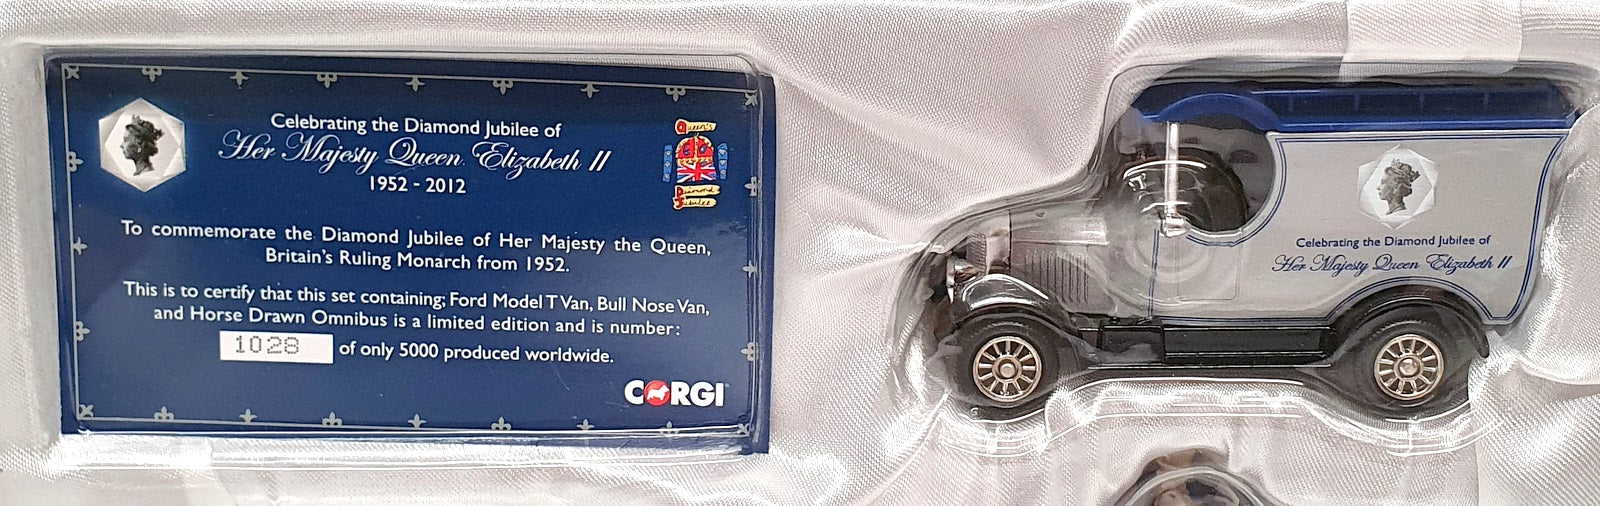 Celebrating the Diamond Jubilee of
Her Majesty Queen Elizabeth II
1952 - 2012
Queen's
Diamond
Jubilee
To commemorate the Diamond Jubilee of Her Majesty the Queen,
Britain's Ruling Monarch from 1952.
This is to certify that this set containing; Ford Model T Van, Bull Nose Van,
and Horse Drawn Omnibus is a limited edition and is number:
1028 of only 5000 produced worldwide.
CORGI
Celebrating the Diamond Jubilee of
Her Majesty Queen Elizabeth II